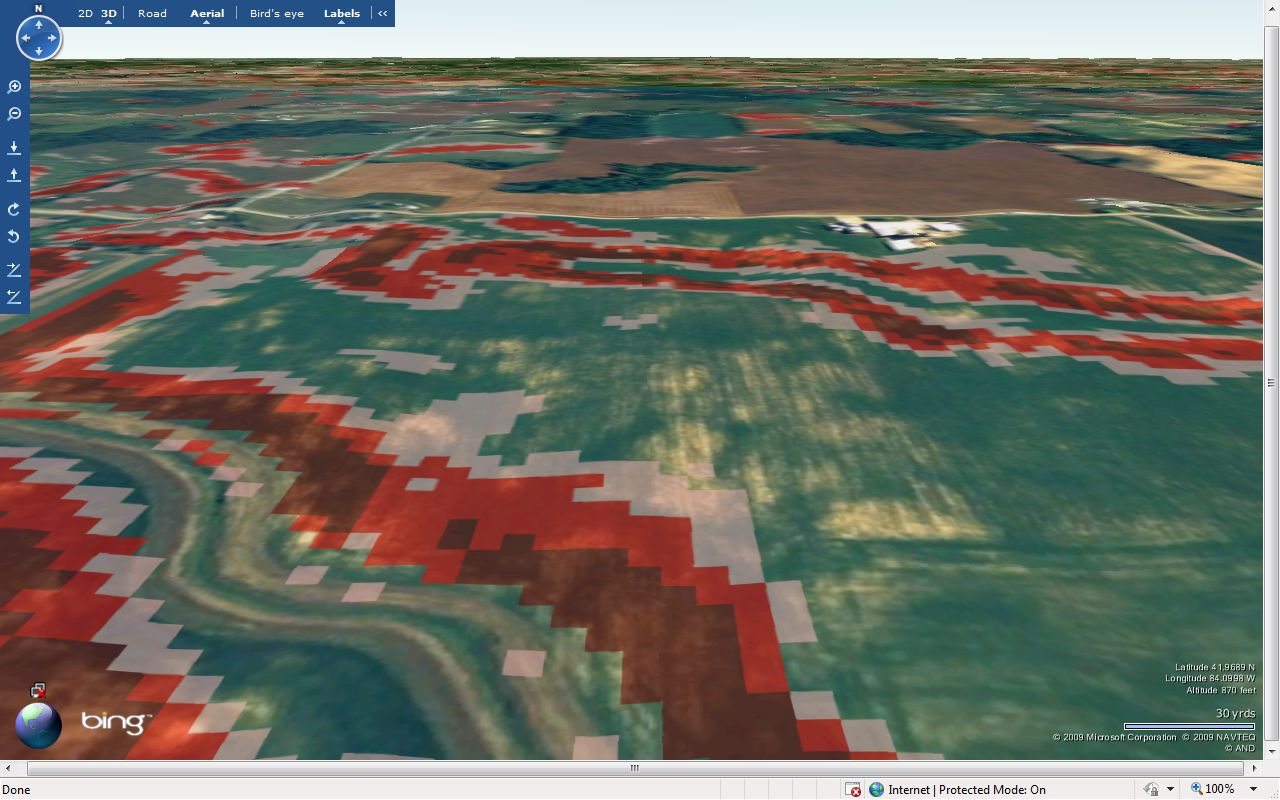 N
2D 3D Road Aerial Bird's eye Labels <<
Latitude 41.9689 N
Longitude 84.0998 W
Altitude 870 feet
30 yrds
bing™
© 2009 Microsoft Corporation © 2009 NAVTEQ
© AND
Done Internet | Protected Mode: On 100%